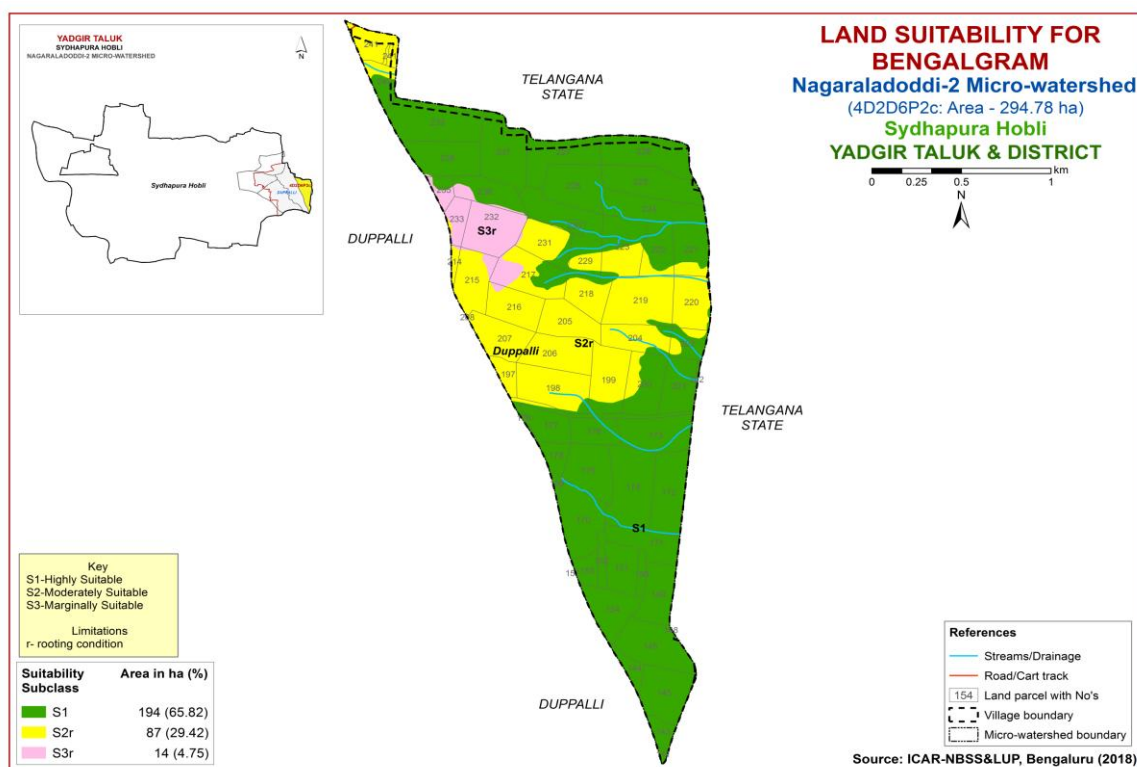 YADGIR TALUK
SYDHAPURA HOBLI
NAGARALADODDI-2 MICRO-WATERSHED
N
Sydhapura Hobli
DUPPALLI
LAND SUITABILITY FOR
BENGALGRAM
Nagaraladoddi-2 Micro-watershed
(4D2D6P2c: Area - 294.78 ha)
Sydhapura Hobli
YADGIR TALUK & DISTRICT
km
0 0.25 0.5 1
N
TELANGANA
STATE
DUPPALLI
233
232
S3r
231
229
214
215
217
218
219
220
216
205
207
204
Duppalli
S2r
206
197
198
199
TELANGANA
STATE
S1
DUPPALLI
Key
S1-Highly Suitable
S2-Moderately Suitable
S3-Marginally Suitable
Limitations
r- rooting condition
Suitability Area in ha (%)
Subclass
S1 194 (65.82)
S2r 87 (29.42)
S3r 14 (4.75)
References
Streams/Drainage
Road/Cart track
154 Land parcel with No's
Village boundary
Micro-watershed boundary
Source: ICAR-NBSS&LUP, Bengaluru (2018)